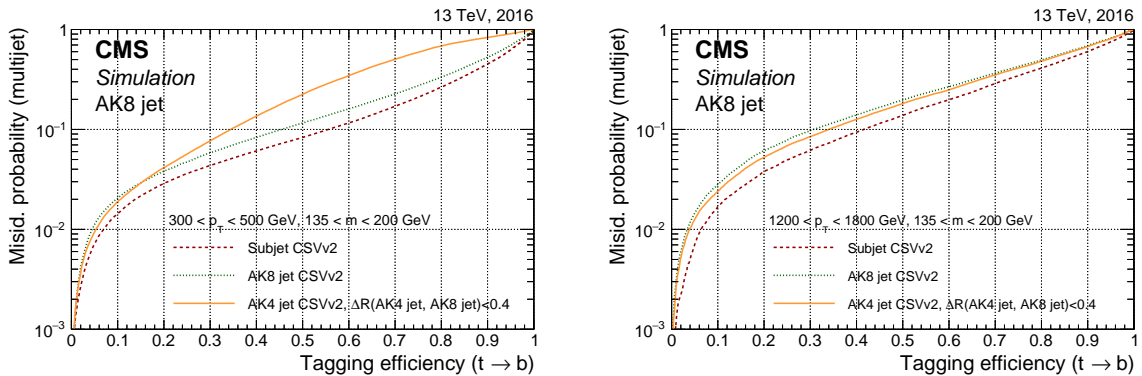 13 TeV, 2016
CMS
Simulation
AK8 jet
Misid. probability (multijet)
1
10⁻¹
10⁻²
10⁻³
300 < p_T < 500 GeV, 135 < m < 200 GeV
Subjet CSVv2
AK8 jet CSVv2
AK4 jet CSVv2, ΔR(AK4 jet, AK8 jet)<0.4
0 0.1 0.2 0.3 0.4 0.5 0.6 0.7 0.8 0.9 1
Tagging efficiency (t → b)
13 TeV, 2016
CMS
Simulation
AK8 jet
Misid. probability (multijet)
1
10⁻¹
10⁻²
10⁻³
1200 < p_T < 1800 GeV, 135 < m < 200 GeV
Subjet CSVv2
AK8 jet CSVv2
AK4 jet CSVv2, ΔR(AK4 jet, AK8 jet)<0.4
0 0.1 0.2 0.3 0.4 0.5 0.6 0.7 0.8 0.9 1
Tagging efficiency (t → b)